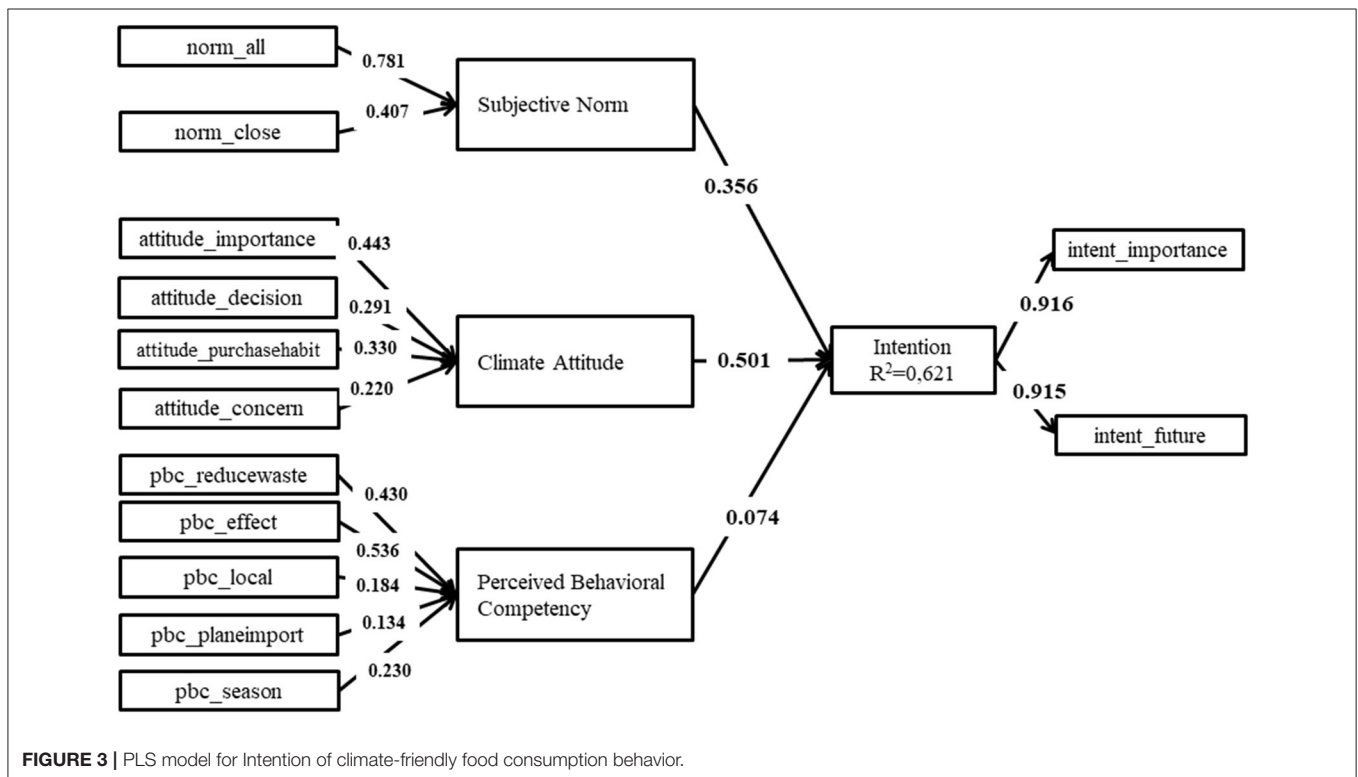 norm_all
0.781
norm_close
0.407
Subjective Norm
0.356
attitude_importance
0.443
attitude_decision
0.291
attitude_purchasehabit
0.330
attitude_concern
0.220
Climate Attitude
0.501
pbc_reducewaste
0.430
pbc_effect
0.536
pbc_local
0.184
pbc_planeimport
0.134
pbc_season
0.230
Perceived Behavioral
Competency
0.074
Intention
R²=0,621
intent_importance
0.916
0.915
intent_future
FIGURE 3 | PLS model for Intention of climate-friendly food consumption behavior.